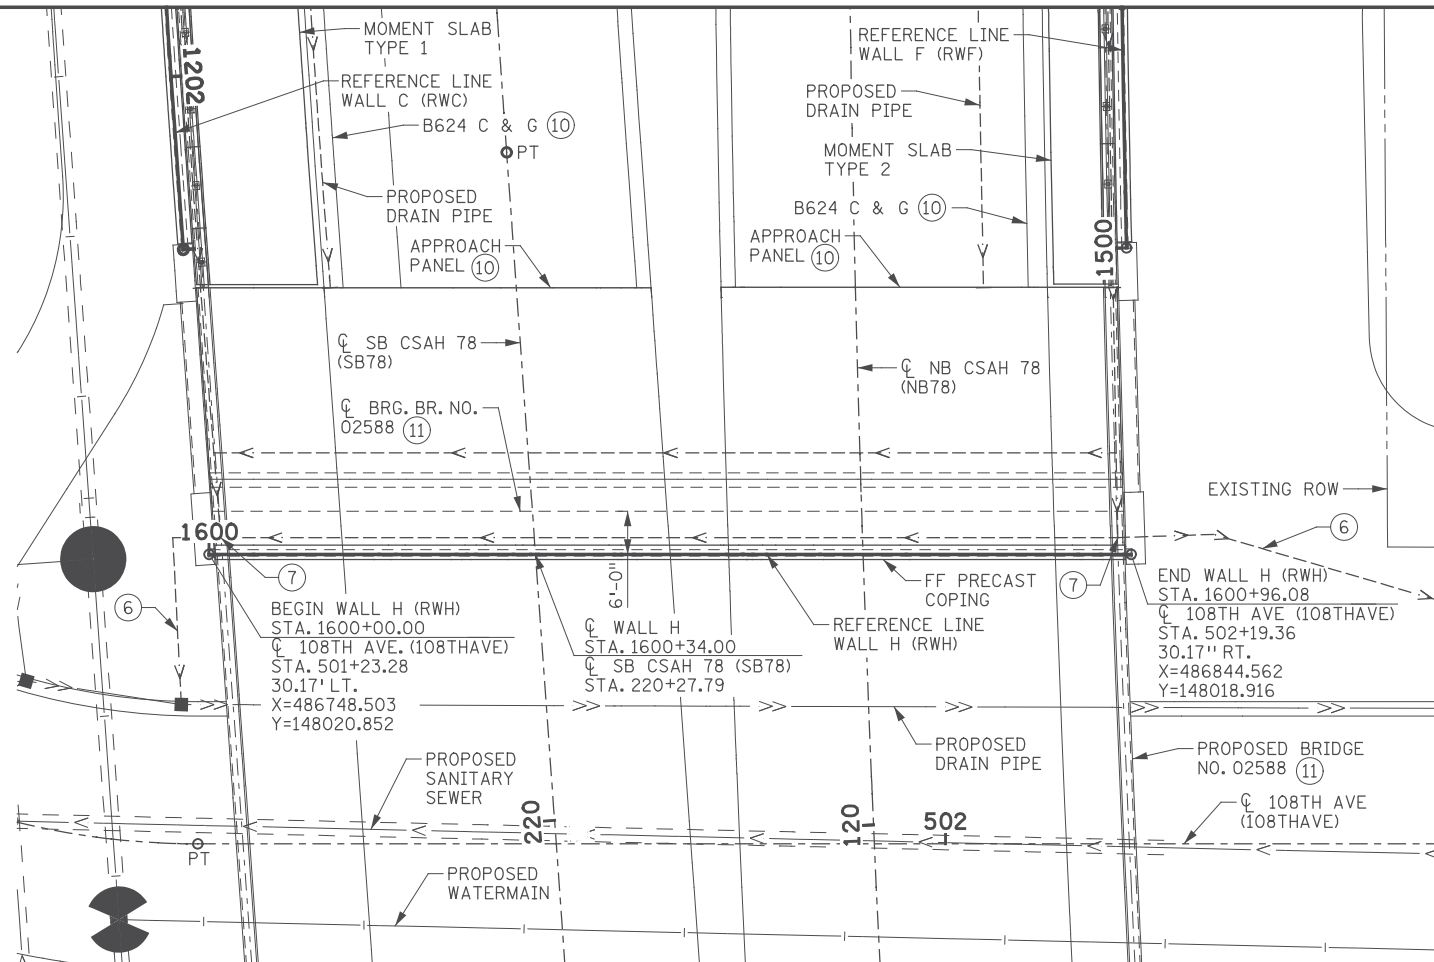 MOMENT SLAB
TYPE 1
1202
REFERENCE LINE
WALL C (RWC)
B624 C & G 10
PT
PROPOSED
DRAIN PIPE
APPROACH
PANEL 10
REFERENCE LINE
WALL F (RWF)
PROPOSED
DRAIN PIPE
MOMENT SLAB
TYPE 2
B624 C & G 10
APPROACH
PANEL 10
1500
℄ SB CSAH 78
(SB78)
℄ NB CSAH 78
(NB78)
℄ BRG. BR. NO.
02588 11
EXISTING ROW
6
1600
7
6
6'-0"
7
FF PRECAST
COPING
BEGIN WALL H (RWH)
STA. 1600+00.00
℄ 108TH AVE. (108THAVE)
STA. 501+23.28
30.17' LT.
X=486748.503
Y=148020.852
℄ WALL H
STA. 1600+34.00
℄ SB CSAH 78 (SB78)
STA. 220+27.79
REFERENCE LINE
WALL H (RWH)
END WALL H (RWH)
STA. 1600+96.08
℄ 108TH AVE (108THAVE)
STA. 502+19.36
30.17'' RT.
X=486844.562
Y=148018.916
PROPOSED
SANITARY
SEWER
PROPOSED
DRAIN PIPE
PROPOSED BRIDGE
NO. 02588 11
℄ 108TH AVE
(108THAVE)
220
120
502
PT
PROPOSED
WATERMAIN